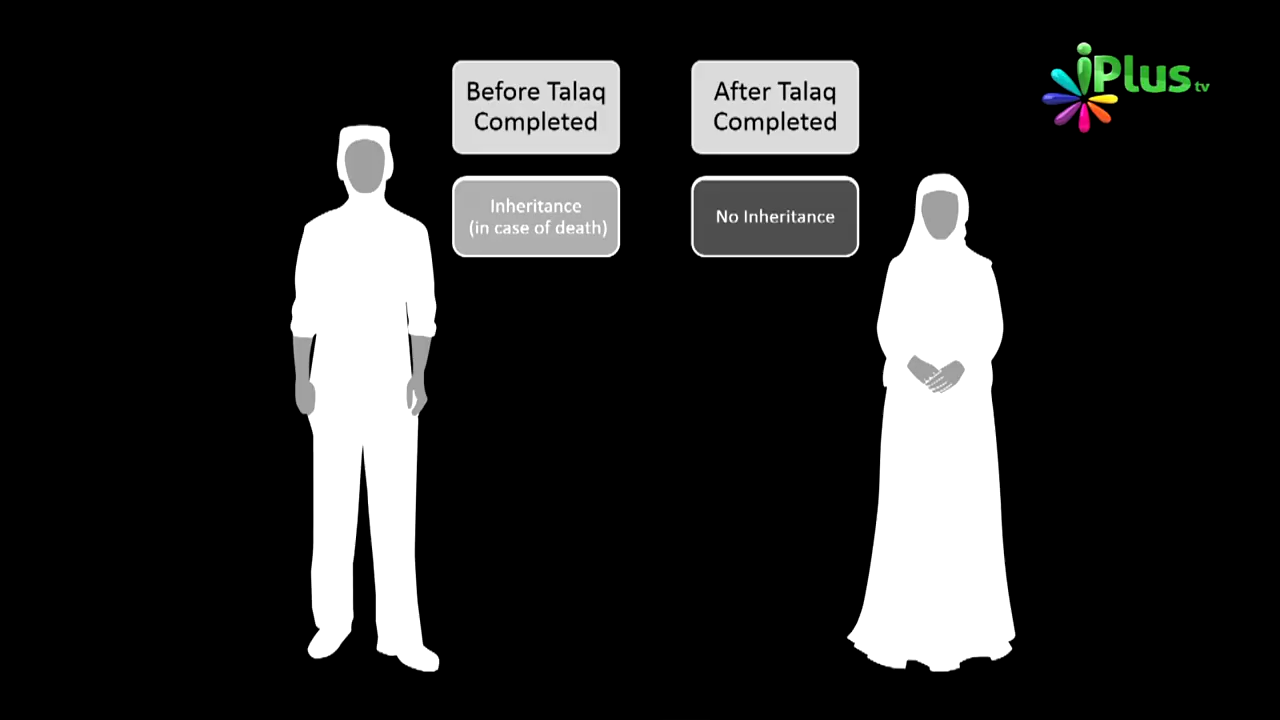 Before Talaq
Completed
After Talaq
Completed
Inheritance
(in case of death)
No Inheritance
iPlus tv